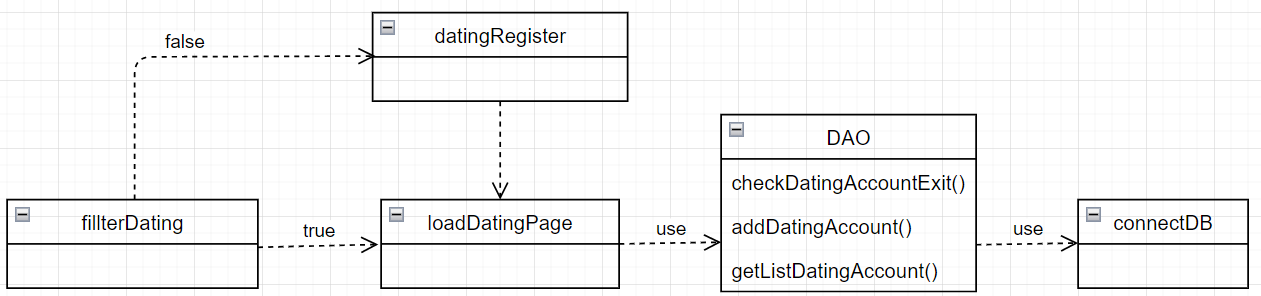 false
datingRegister
DAO
checkDatingAccountExit()
fillterDating
true
loadDatingPage
use
addDatingAccount()
use
connectDB
getListDatingAccount()